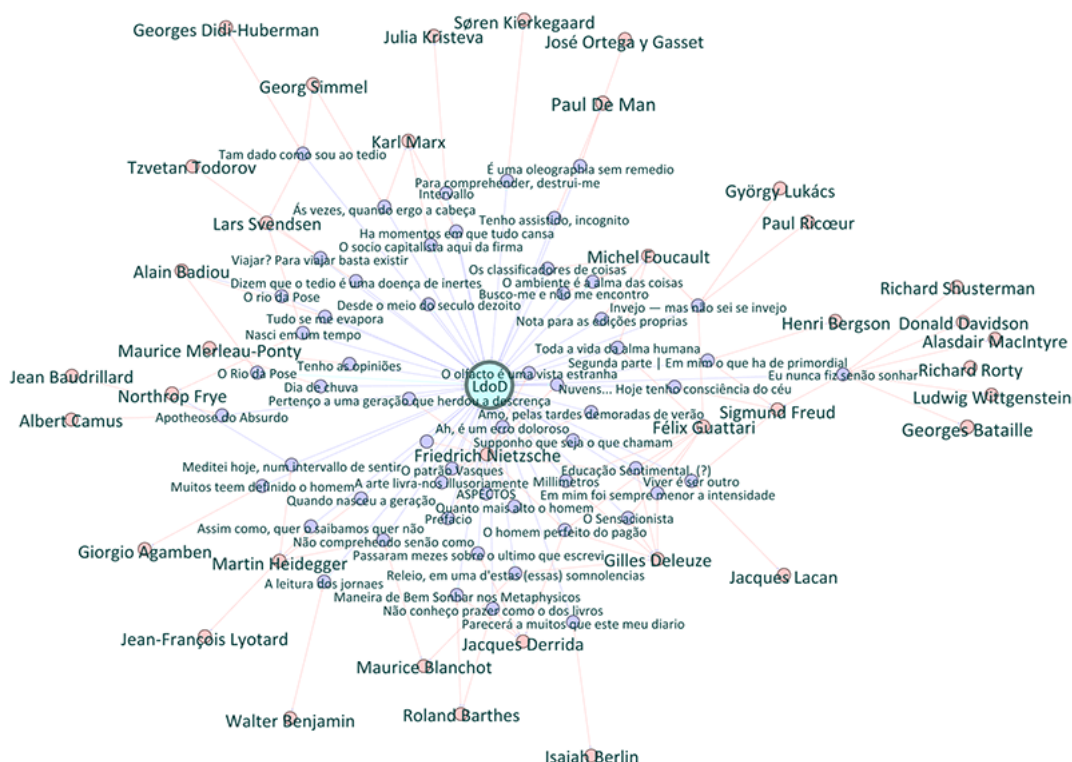 Søren Kierkegaard
Georges Didi-Huberman
Julia Kristeva
José Ortega y Gasset
Georg Simmel
Paul De Man
Karl Marx
Tam dado como sou ao tedio
Tzvetan Todorov
É uma oleographia sem remedio
Para comprehender, destrui-me
Intervallo
György Lukács
Ás vezes, quando ergo a cabeça
Tenho assistido, incognito
Lars Svendsen
Paul Ricœur
Ha momentos em que tudo cansa
O socio capitalista aqui da firma
Michel Foucault
Viajar? Para viajar basta existir
Alain Badiou
Os classificadores de coisas
Dizem que o tedio é uma doença de inertes
O ambiente é a alma das coisas
Richard Shusterman
O rio da Pose
Busco-me e não me encontro
Desde o meio do seculo dezoito
Invejo — mas não sei se invejo
Tudo se me evapora
Nota para as edições proprias
Henri Bergson
Donald Davidson
Nasci em um tempo
Alasdair MacIntyre
Maurice Merleau-Ponty
Toda a vida da alma humana
Tenho as opiniões
Segunda parte | Em mim o que ha de primordial
Jean Baudrillard
O Rio da Pose
O olfacto é uma vista estranha
Eu nunca fiz senão sonhar
Richard Rorty
LdoD
Dia de chuva
Nuvens... Hoje tenho consciência do céu
Northrop Frye
Pertenço a uma geração que herdou a descrença
Ludwig Wittgenstein
Albert Camus
Apotheose do Absurdo
Amo, pelas tardes demoradas de verão
Sigmund Freud
Ah, é um erro doloroso
Félix Guattari
Georges Bataille
Supponho que seja o que chamam
Friedrich Nietzsche
Meditei hoje, num intervallo de sentir
O patrão Vasques
Educação Sentimental (?)
Muitos teem definido o homem
A arte livra-nos illusoriamente
Millimetros
Viver é ser outro
Quando nasceu a geração
ASPECTOS
Em mim foi sempre menor a intensidade
Quanto mais alto o homem
Prefacio
O Sensacionista
Assim como, quer o saibamos quer não
O homem perfeito do pagão
Não comprehendo senão como
Giorgio Agamben
Passaram mezes sobre o ultimo que escrevi
Martin Heidegger
Gilles Deleuze
Releio, em uma d'estas (essas) somnolencias
Jacques Lacan
A leitura dos jornaes
Maneira de Bem Sonhar nos Metaphysicos
Não conheço prazer como o dos livros
Parecerá a muitos que este meu diario
Jean-François Lyotard
Jacques Derrida
Maurice Blanchot
Roland Barthes
Walter Benjamin
Isaiah Berlin